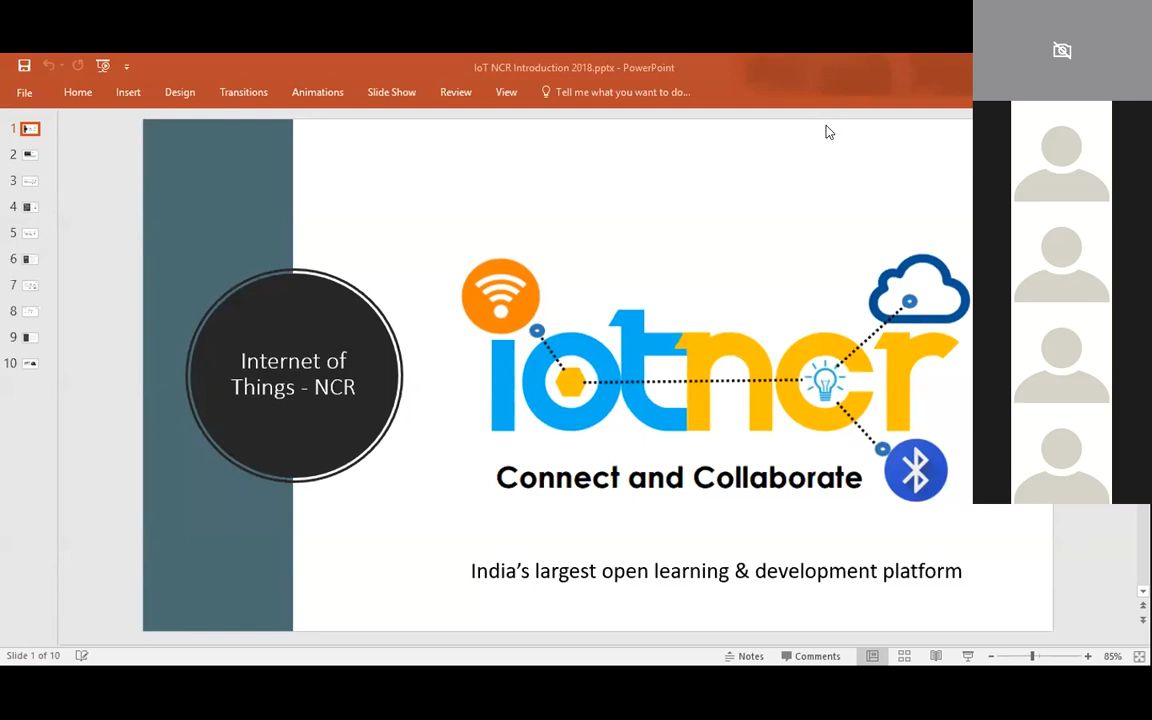 IoT NCR Introduction 2018.pptx - PowerPoint
File Home Insert Design Transitions Animations Slide Show Review View Tell me what you want to do...
1
2
3
4
5
6
7
8
9
10
Internet of
Things - NCR
iotncr
Connect and Collaborate
India's largest open learning & development platform
Slide 1 of 10 Notes Comments 85%